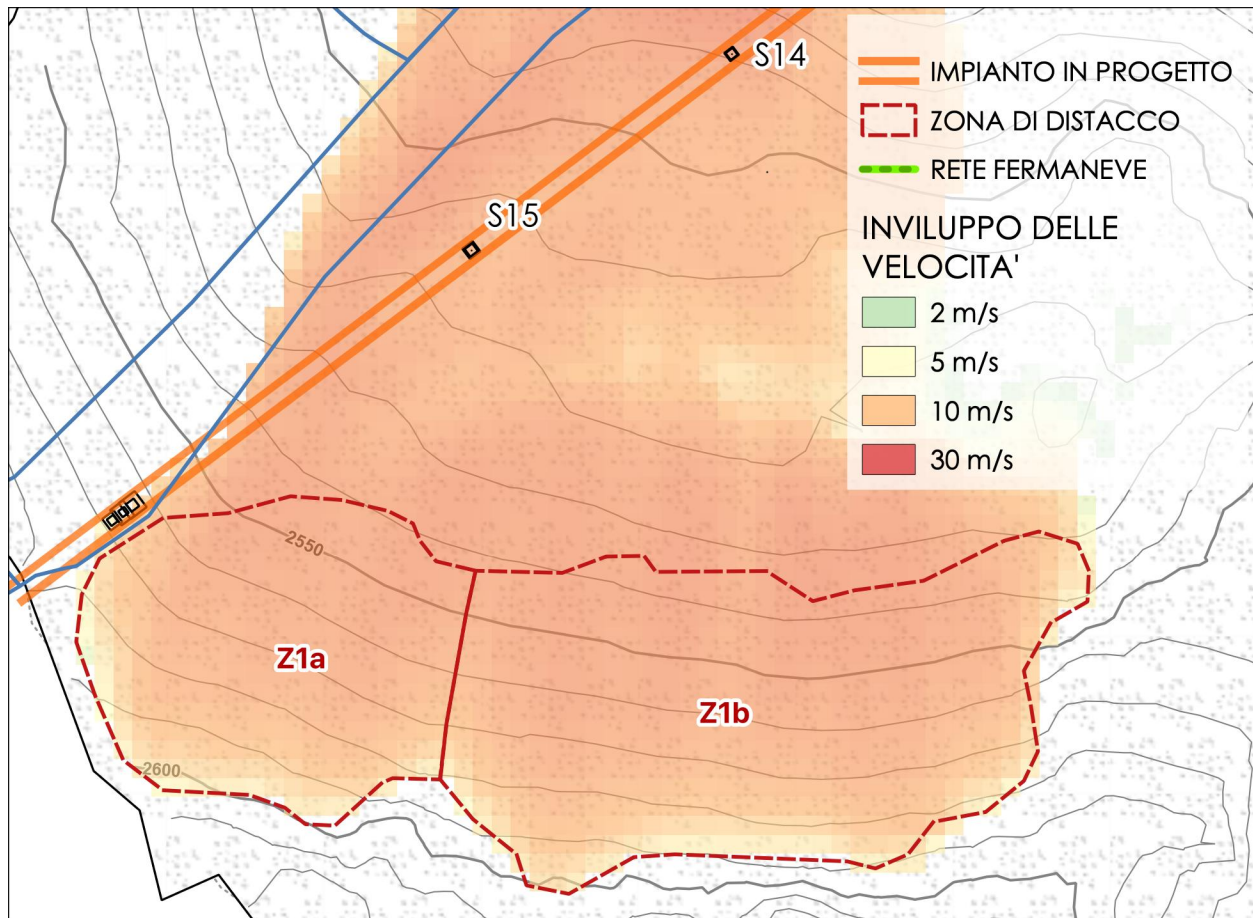 S14
IMPIANTO IN PROGETTO
ZONA DI DISTACCO
RETE FERMANEVE
S15
INVILUPPO DELLE
VELOCITA'
2 m/s
5 m/s
10 m/s
30 m/s
2550
Z1a
Z1b
2600